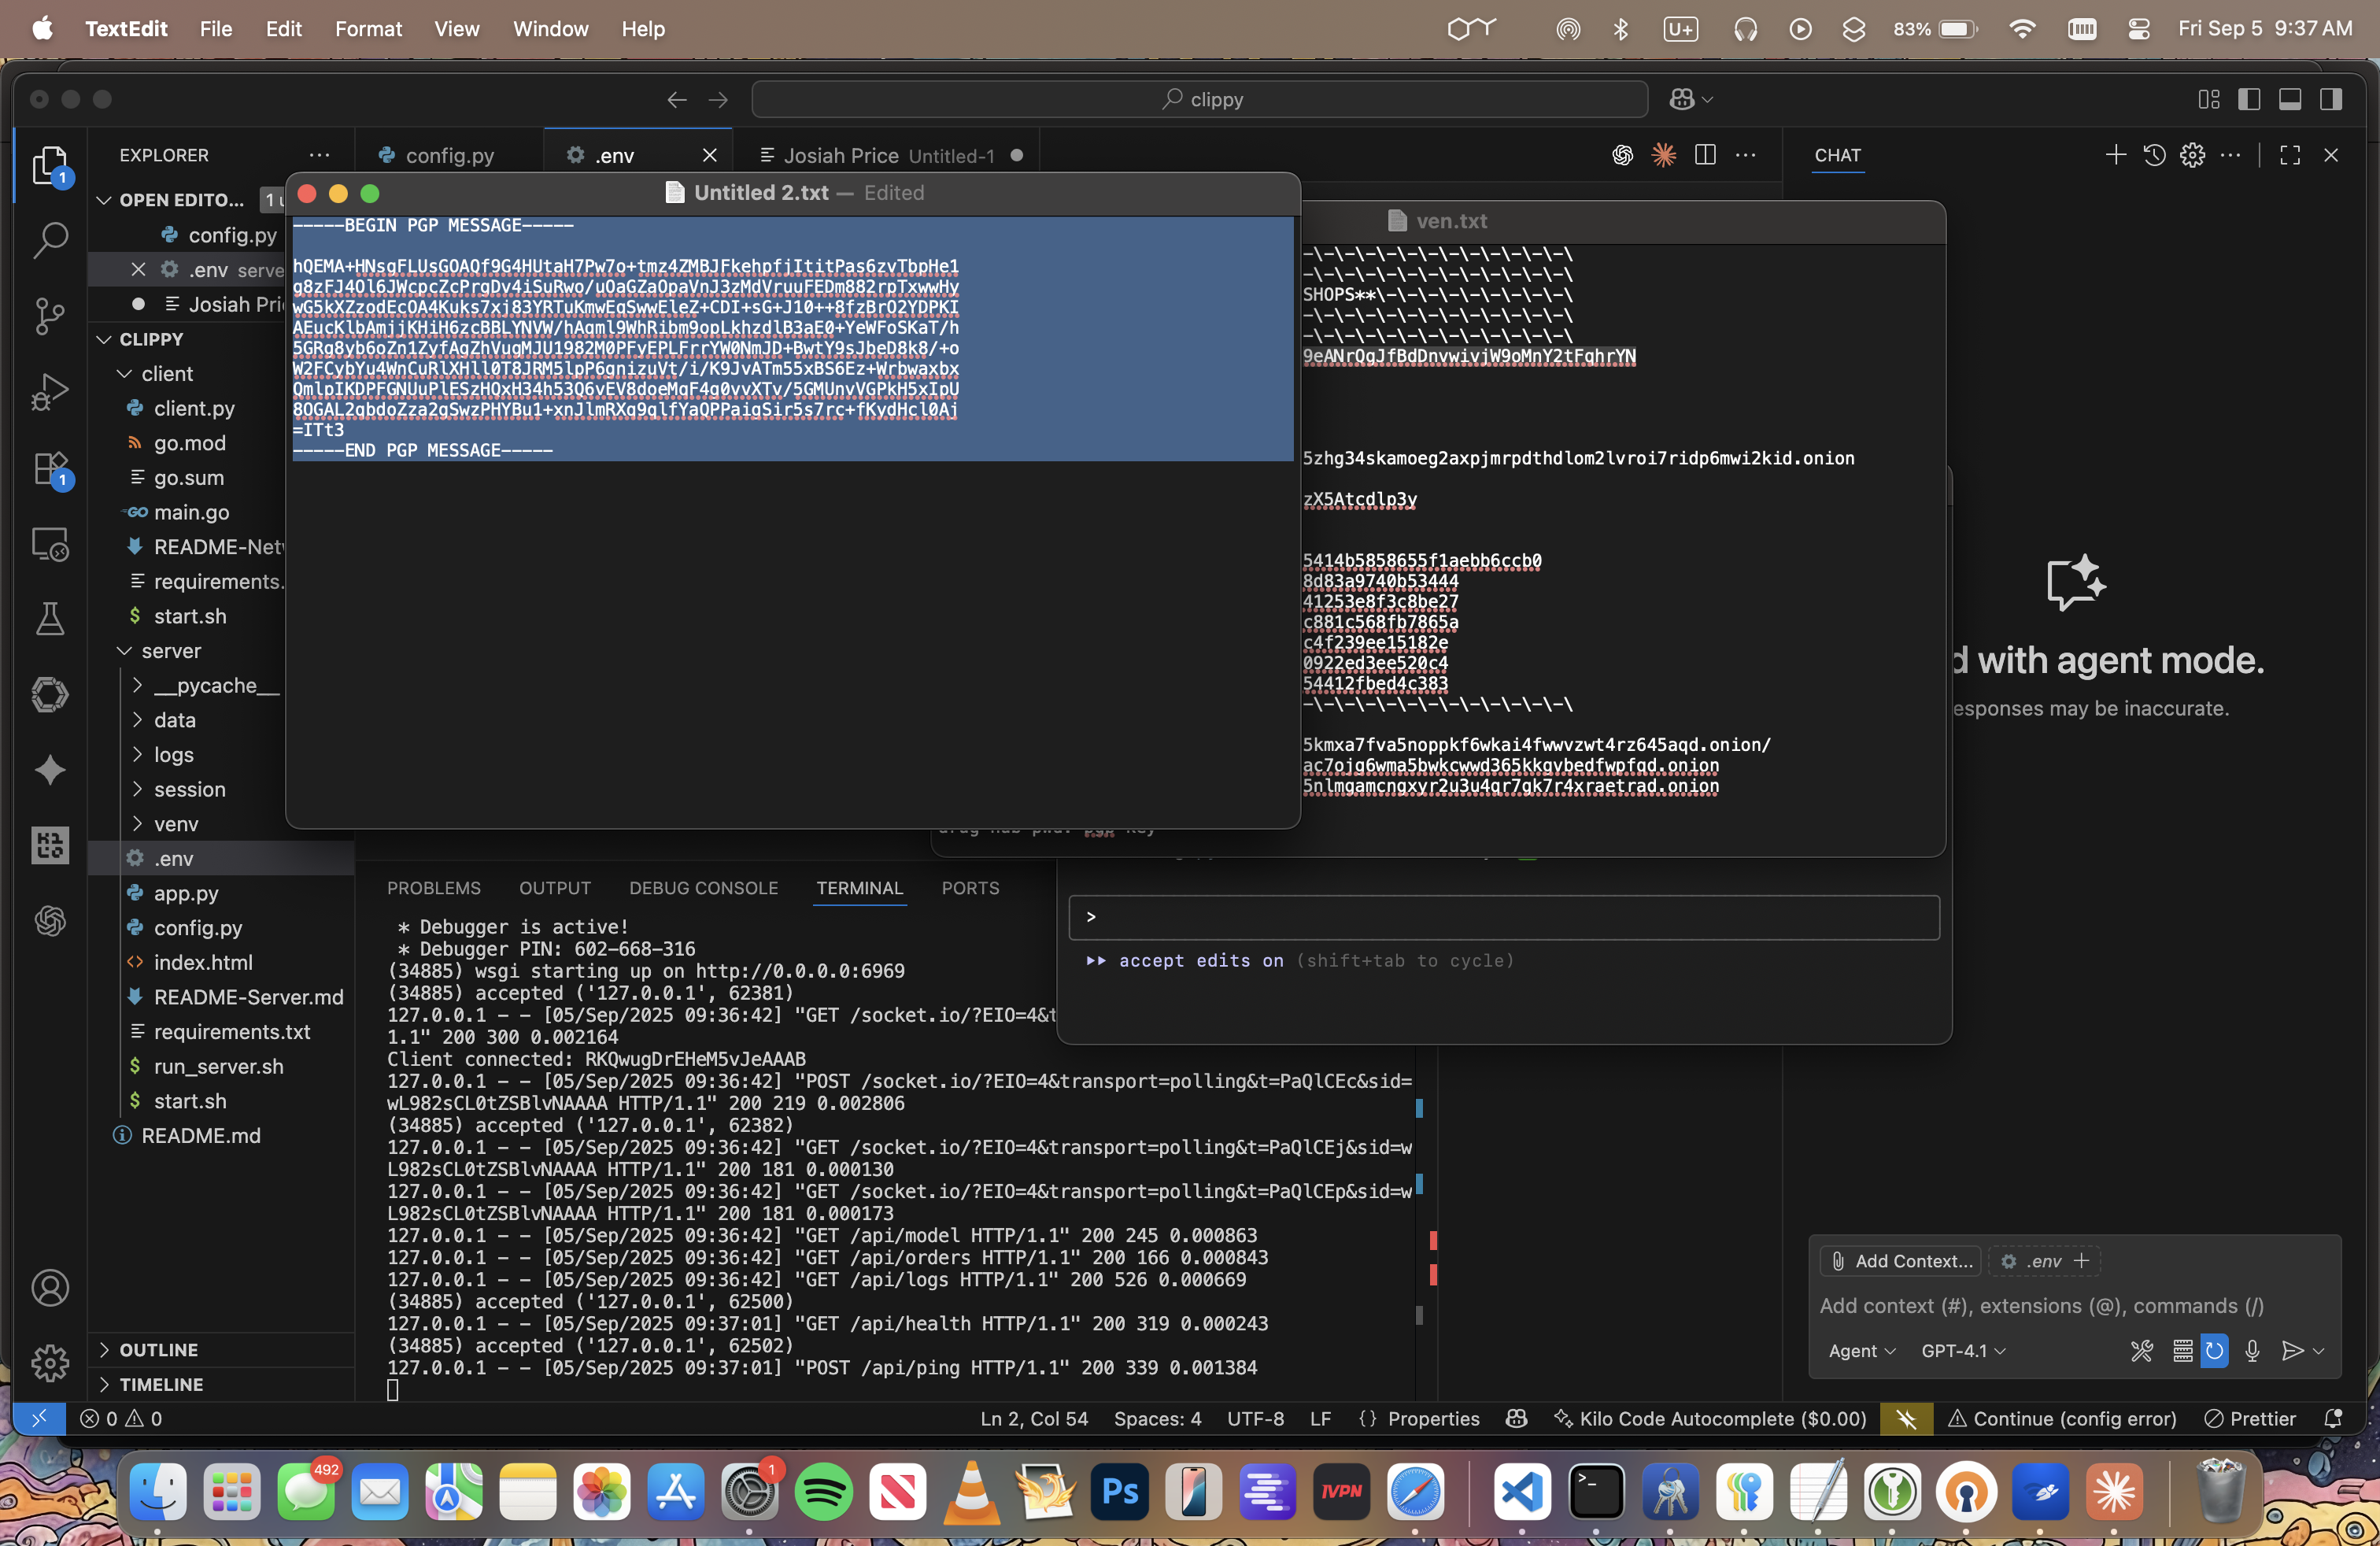 TextEdit File Edit Format View Window Help
U+
83%
Fri Sep 5 9:37 AM
clippy
EXPLORER
config.py
.env
Josiah Price Untitled-1
CHAT
OPEN EDITO...
config.py
.env serve
Josiah Pri
CLIPPY
client
client.py
go.mod
go.sum
main.go
README-Netw
requirements.
start.sh
server
__pycache__
data
logs
session
venv
.env
app.py
config.py
index.html
README-Server.md
requirements.txt
run_server.sh
start.sh
README.md
OUTLINE
TIMELINE
Untitled 2.txt — Edited
-----BEGIN PGP MESSAGE-----
hQEMA+HNsgFLUsGOAQf9G4HUtaH7Pw7o+tmz4ZMBJFkehpfjItitPas6zvTbpHe1
g8zFJ4Ol6JWcpcZcPrgDv4iSuRwo/uOaGZaOpaVnJ3zMdVruuFEDm882rpTxwwHy
wG5kXZzodEcOA4Kuks7xj83YRTuKmwEqSwwEleZ+CDI+sG+J10++8fzBrO2YDPKI
AEucKlbAmjjKHiH6zcBBLYNVW/hAgml9WhRibm9opLkhzdlB3aE0+YeWFoSKaT/h
5GRg8yb6oZn1ZyfAgZhVugMJU1982M0PFyEPLFrrYW0NmJD+BwtY9sJbeD8k8/+o
W2FCybYu4WnCuRlXHll0T8JRM5lpP6gnizuVt/i/K9JvATm55xBS6Ez+Wrbwaxbx
QmlpIKDPFGNUuPlESzHQxH34h53Q6vEV8doeMgF4g0vvXTv/5GMUnvVGPkH5xIpU
8OGAL2qbdoZza2gSwzPHYBu1+xnJlmRXg9glfYaQPPaigSir5s7rc+fKydHcl0Aj
=ITt3
-----END PGP MESSAGE-----
ven.txt
-\-\-\-\-\-\-\-\-\-\-\-\-\
-\-\-\-\-\-\-\-\-\-\-\-\-\
SHOPS**\-\-\-\-\-\-\-\-\-\
-\-\-\-\-\-\-\-\-\-\-\-\-\
-\-\-\-\-\-\-\-\-\-\-\-\-\
9eANrQgJfBdDnvwivjW9oMnY2tFqhrYN
5zhg34skamoeg2axpjmrpdthdlom2lvroi7ridp6mwi2kid.onion
zX5Atcdlp3y
5414b5858655f1aebb6ccb0
8d83a9740b53444
41253e8f3c8be27
c881c568fb7865a
c4f239ee15182e
0922ed3ee520c4
54412fbed4c383
-\-\-\-\-\-\-\-\-\-\-\-\-\
5kmxa7fva5noppkf6wkai4fwwvzwt4rz645aqd.onion/
ac7ojg6wma5bwkcwwd365kkgvbedfwpfqd.onion
5nlmgamcngxyr2u3u4qr7gk7r4xraetrad.onion
>
accept edits on (shift+tab to cycle)
PROBLEMS OUTPUT DEBUG CONSOLE TERMINAL PORTS
* Debugger is active!
* Debugger PIN: 602-668-316
(34885) wsgi starting up on http://0.0.0.0:6969
(34885) accepted ('127.0.0.1', 62381)
127.0.0.1 - - [05/Sep/2025 09:36:42] "GET /socket.io/?EIO=4&t
1.1" 200 300 0.002164
Client connected: RKQwugDrEHeM5vJeAAAB
127.0.0.1 - - [05/Sep/2025 09:36:42] "POST /socket.io/?EIO=4&transport=polling&t=PaQlCEc&sid=
wL982sCL0tZSBlvNAAAA HTTP/1.1" 200 219 0.002806
(34885) accepted ('127.0.0.1', 62382)
127.0.0.1 - - [05/Sep/2025 09:36:42] "GET /socket.io/?EIO=4&transport=polling&t=PaQlCEj&sid=w
L982sCL0tZSBlvNAAAA HTTP/1.1" 200 181 0.000130
127.0.0.1 - - [05/Sep/2025 09:36:42] "GET /socket.io/?EIO=4&transport=polling&t=PaQlCEp&sid=w
L982sCL0tZSBlvNAAAA HTTP/1.1" 200 181 0.000173
127.0.0.1 - - [05/Sep/2025 09:36:42] "GET /api/model HTTP/1.1" 200 245 0.000863
127.0.0.1 - - [05/Sep/2025 09:36:42] "GET /api/orders HTTP/1.1" 200 166 0.000843
127.0.0.1 - - [05/Sep/2025 09:36:42] "GET /api/logs HTTP/1.1" 200 526 0.000669
(34885) accepted ('127.0.0.1', 62500)
127.0.0.1 - - [05/Sep/2025 09:37:01] "GET /api/health HTTP/1.1" 200 319 0.000243
(34885) accepted ('127.0.0.1', 62502)
127.0.0.1 - - [05/Sep/2025 09:37:01] "POST /api/ping HTTP/1.1" 200 339 0.001384
d with agent mode.
esponses may be inaccurate.
Add Context... .env
Add context (#), extensions (@), commands (/)
Agent GPT-4.1
0 0
Ln 2, Col 54 Spaces: 4 UTF-8 LF {} Properties Kilo Code Autocomplete ($0.00) Continue (config error) Prettier
492
1
Ps
IVPN